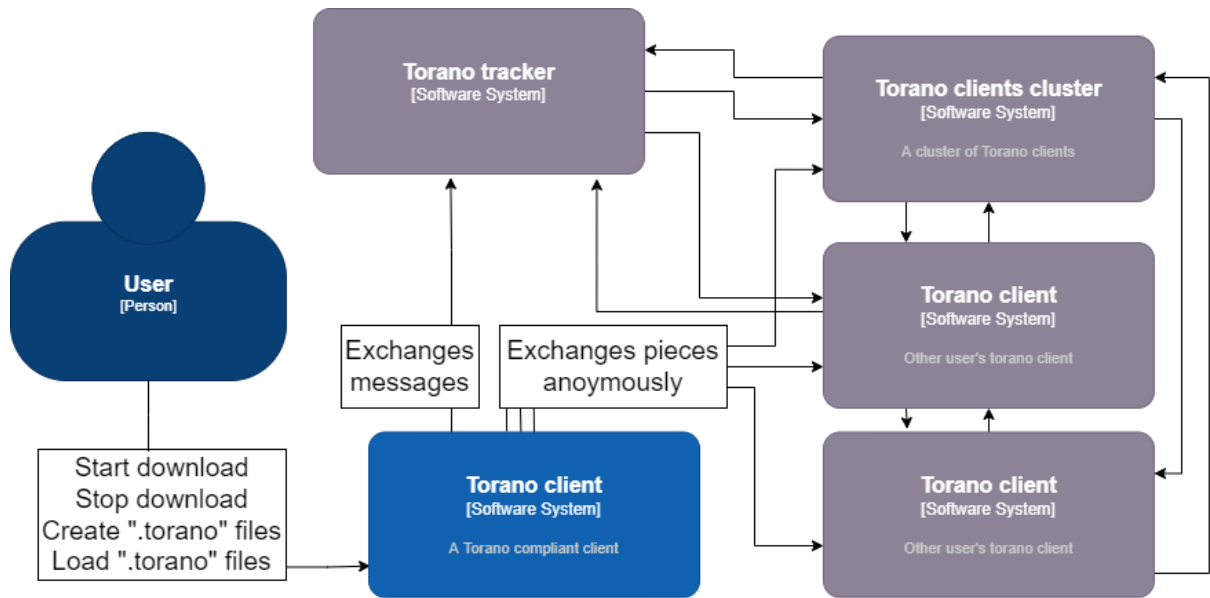 Torano tracker
[Software System]
Torano clients cluster
[Software System]
A cluster of Torano clients
User
[Person]
Torano client
[Software System]
Other user's torano client
Exchanges
messages
Exchanges pieces
anoymously
Start download
Stop download
Create ".torano" files
Load ".torano" files
Torano client
[Software System]
A Torano compliant client
Torano client
[Software System]
Other user's torano client